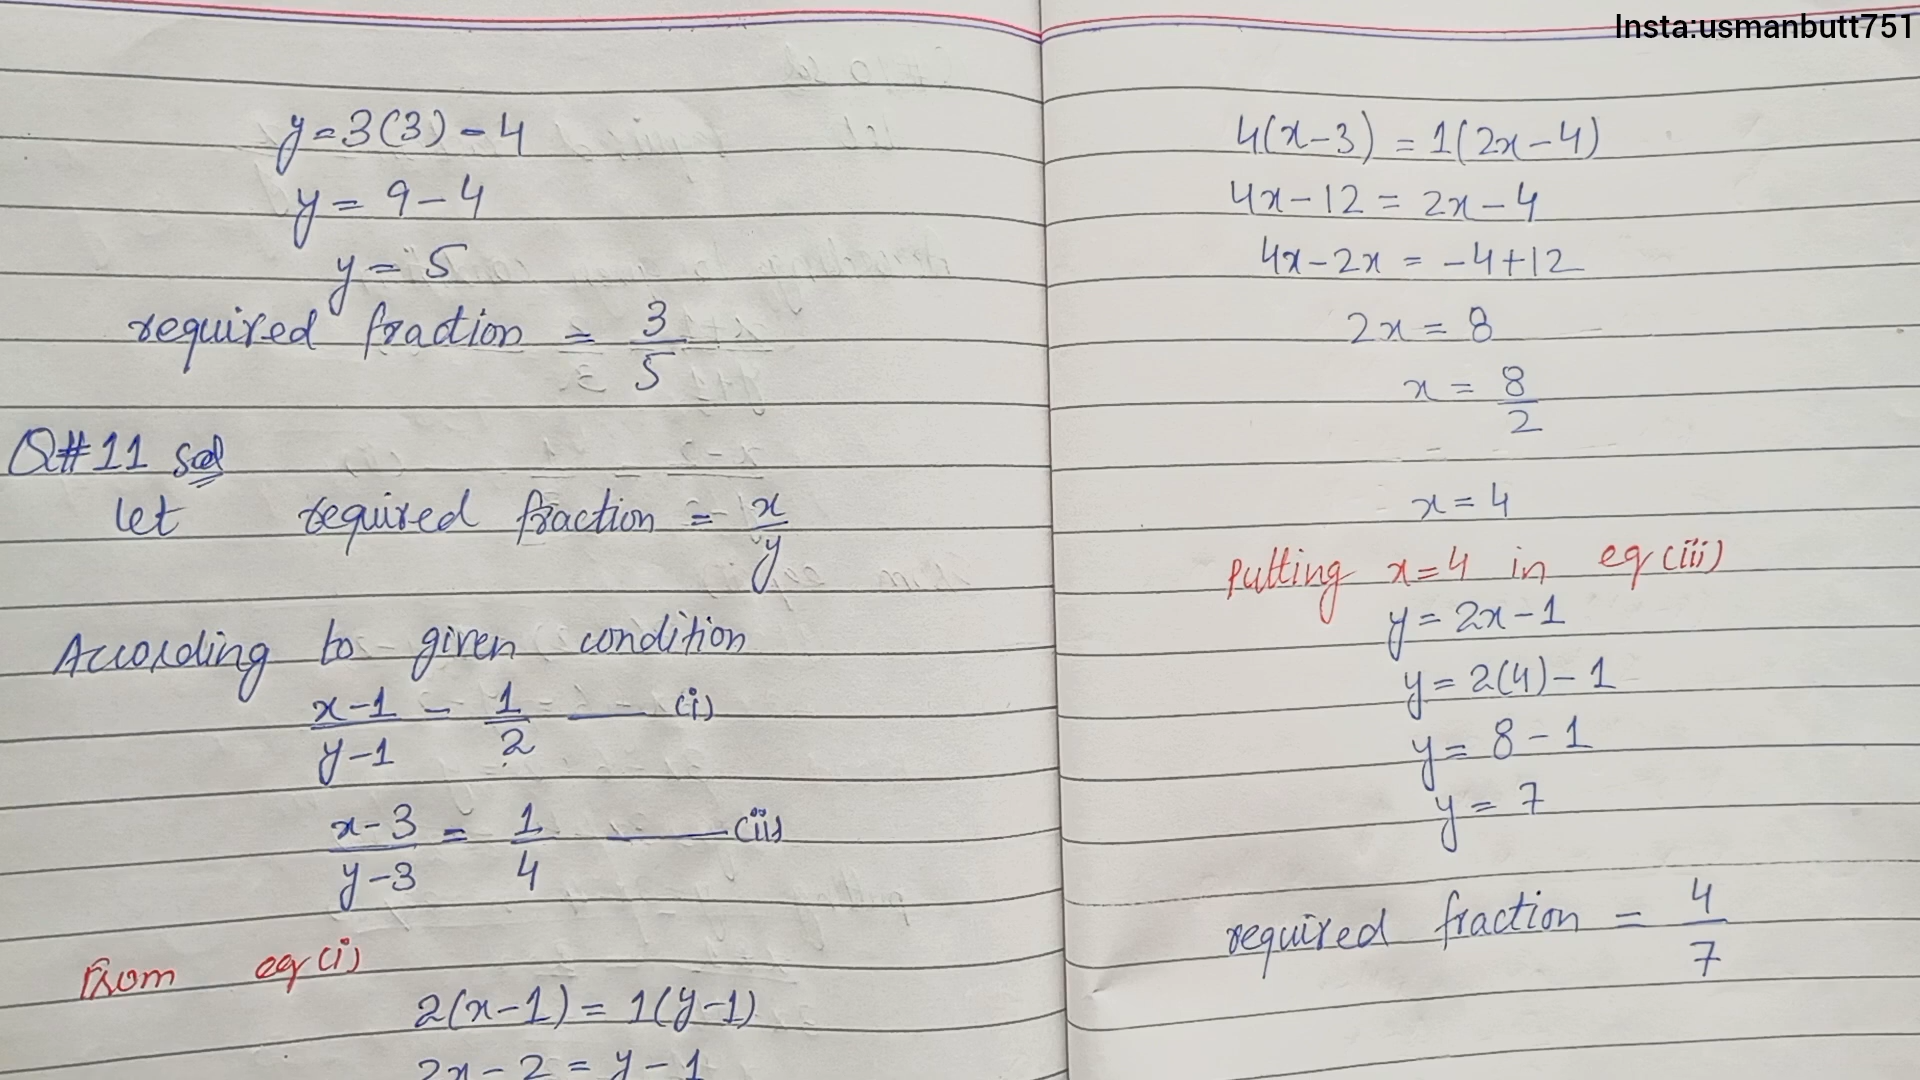 Insta:usmanbutt751
y = 3(3) - 4
y = 9 - 4
y = 5
required fraction = 3/5
Q#11 Sol
let required fraction = x/y
According to given condition
x-1/y-1 - 1/2 —— (i)
x-3/y-3 = 1/4 —— (ii)
From eq (i)
2(x-1) = 1(y-1)
2x - 2 = y - 1
4(x-3) = 1(2x-4)
4x-12 = 2x-4
4x-2x = -4+12
2x = 8
x = 8/2
x = 4
Putting x=4 in eq (iii)
y = 2x-1
y = 2(4)-1
y = 8-1
y = 7
required fraction = 4/7